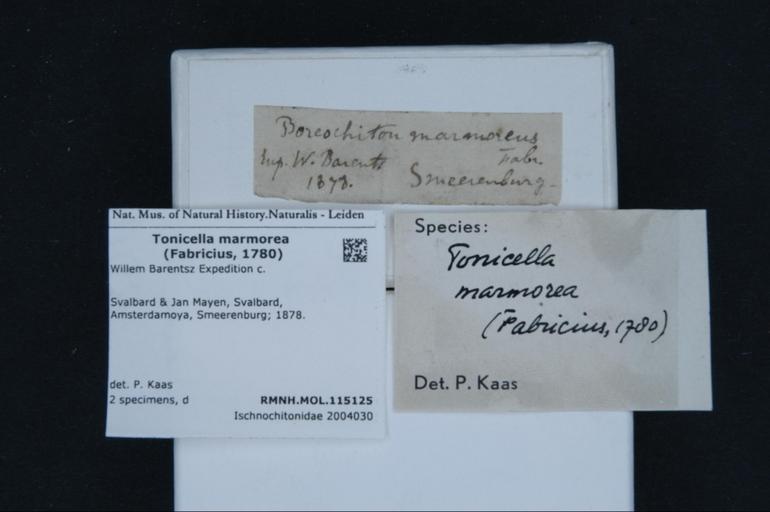 Boreochiton marmoreus
Fabr.
Exp. W. Barents
1878. Smeerenburg.
Nat. Mus. of Natural History.Naturalis - Leiden
Tonicella marmorea
(Fabricius, 1780)
Willem Barentsz Expedition c.
Svalbard & Jan Mayen, Svalbard,
Amsterdamoya, Smeerenburg; 1878.
det. P. Kaas
2 specimens, d
RMNH.MOL.115125
Ischnochitonidae 2004030
Species:
Tonicella
marmorea
(Fabricius, 1780)
Det. P. Kaas